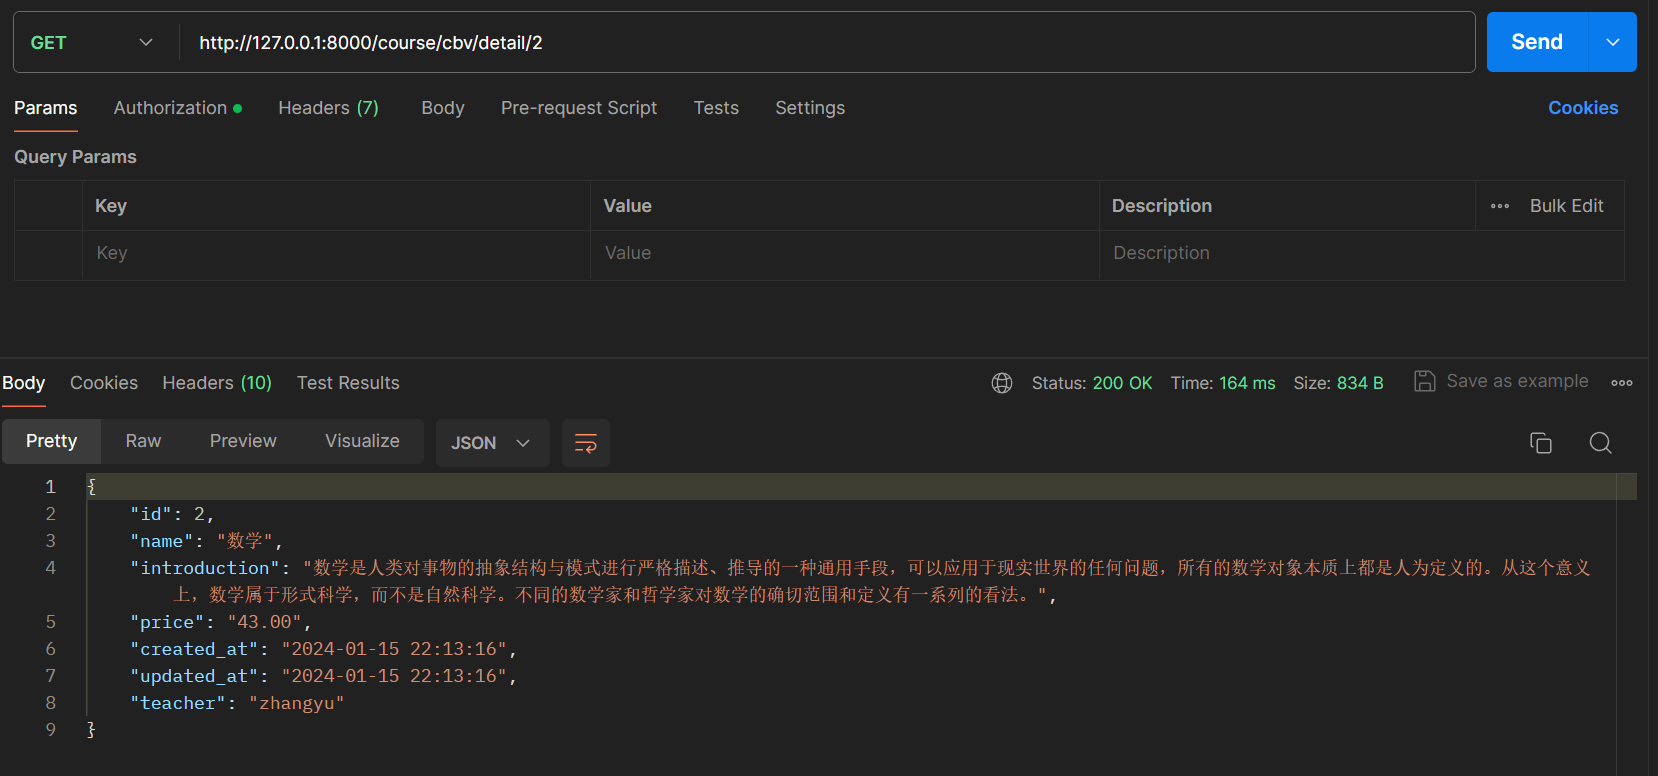 GET http://127.0.0.1:8000/course/cbv/detail/2 Send
Params Authorization Headers (7) Body Pre-request Script Tests Settings Cookies
Query Params
Key Value Description Bulk Edit
Key Value Description
Body Cookies Headers (10) Test Results Status: 200 OK Time: 164 ms Size: 834 B Save as example
Pretty Raw Preview Visualize JSON
1 {
2 "id": 2,
3 "name": "数学",
4 "introduction": "数学是人类对事物的抽象结构与模式进行严格描述、推导的一种通用手段，可以应用于现实世界的任何问题，所有的数学对象本质上都是人为定义的。从这个意义
上，数学属于形式科学，而不是自然科学。不同的数学家和哲学家对数学的确切范围和定义有一系列的看法。",
5 "price": "43.00",
6 "created_at": "2024-01-15 22:13:16",
7 "updated_at": "2024-01-15 22:13:16",
8 "teacher": "zhangyu"
9 }